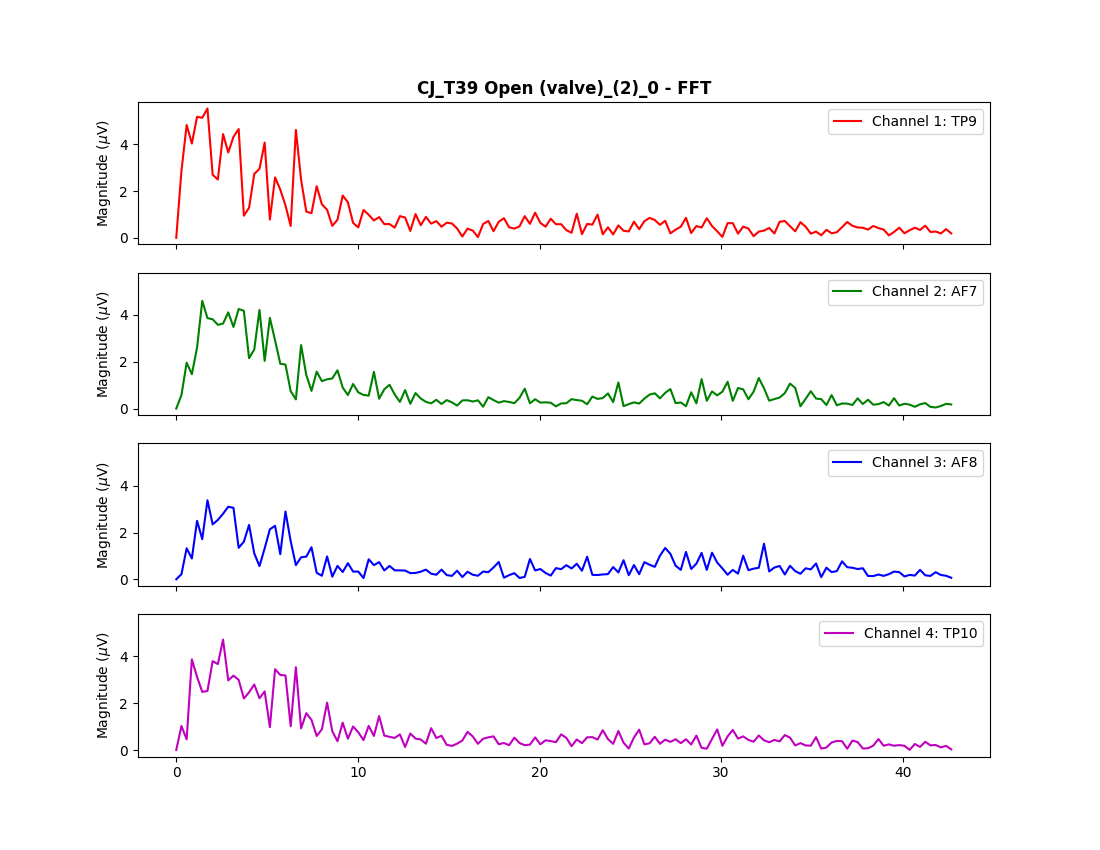 CJ_T39 Open (valve)_(2)_0 - FFT
Magnitude (μV)
4
2
0
Channel 1: TP9
Magnitude (μV)
4
2
0
Channel 2: AF7
Magnitude (μV)
4
2
0
Channel 3: AF8
Magnitude (μV)
4
2
0
Channel 4: TP10
0 10 20 30 40